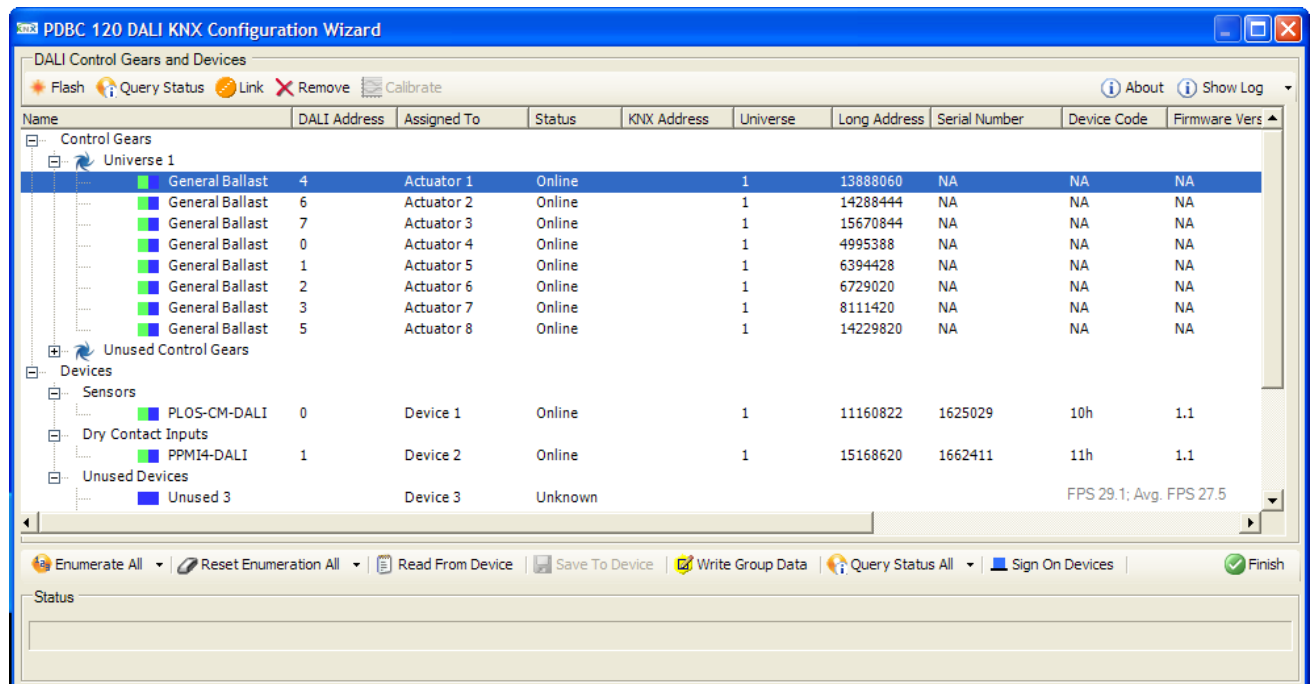 KNX PDBC 120 DALI KNX Configuration Wizard
DALI Control Gears and Devices
Flash Query Status Link Remove Calibrate About Show Log
Name DALI Address Assigned To Status KNX Address Universe Long Address Serial Number Device Code Firmware Vers
Control Gears
Universe 1
General Ballast 4 Actuator 1 Online 1 13888060 NA NA NA
General Ballast 6 Actuator 2 Online 1 14288444 NA NA NA
General Ballast 7 Actuator 3 Online 1 15670844 NA NA NA
General Ballast 0 Actuator 4 Online 1 4995388 NA NA NA
General Ballast 1 Actuator 5 Online 1 6394428 NA NA NA
General Ballast 2 Actuator 6 Online 1 6729020 NA NA NA
General Ballast 3 Actuator 7 Online 1 8111420 NA NA NA
General Ballast 5 Actuator 8 Online 1 14229820 NA NA NA
Unused Control Gears
Devices
Sensors
PLOS-CM-DALI 0 Device 1 Online 1 11160822 1625029 10h 1.1
Dry Contact Inputs
PPMI4-DALI 1 Device 2 Online 1 15168620 1662411 11h 1.1
Unused Devices
Unused 3 Device 3 Unknown FPS 29.1; Avg. FPS 27.5
Enumerate All Reset Enumeration All Read From Device Save To Device Write Group Data Query Status All Sign On Devices Finish
Status